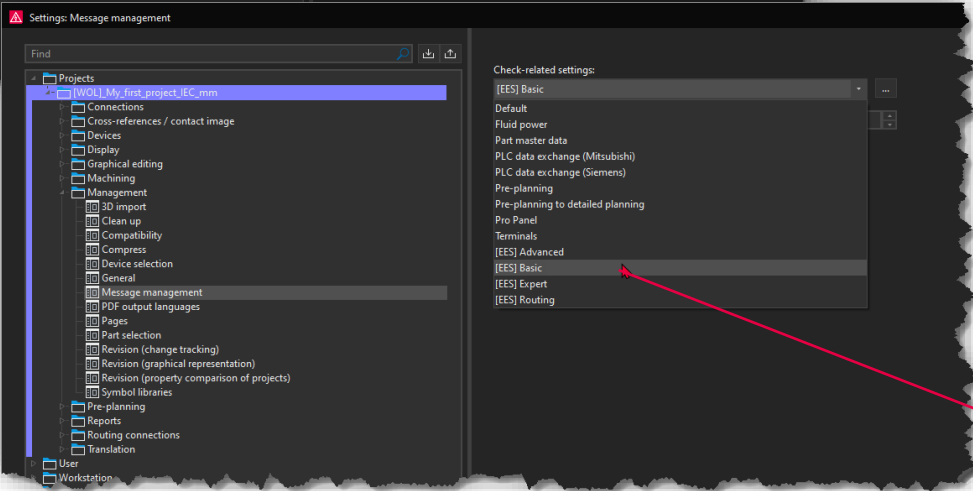 Settings: Message management
Find
Projects
[WOL]_My_first_project_IEC_mm
Connections
Cross-references / contact image
Devices
Display
Graphical editing
Machining
Management
3D import
Clean up
Compatibility
Compress
Device selection
General
Message management
PDF output languages
Pages
Part selection
Revision (change tracking)
Revision (graphical representation)
Revision (property comparison of projects)
Symbol libraries
Pre-planning
Reports
Routing connections
Translation
User
Workstation
Check-related settings:
[EES] Basic
...
Default
Fluid power
Part master data
PLC data exchange (Mitsubishi)
PLC data exchange (Siemens)
Pre-planning
Pre-planning to detailed planning
Pro Panel
Terminals
[EES] Advanced
[EES] Basic
[EES] Expert
[EES] Routing